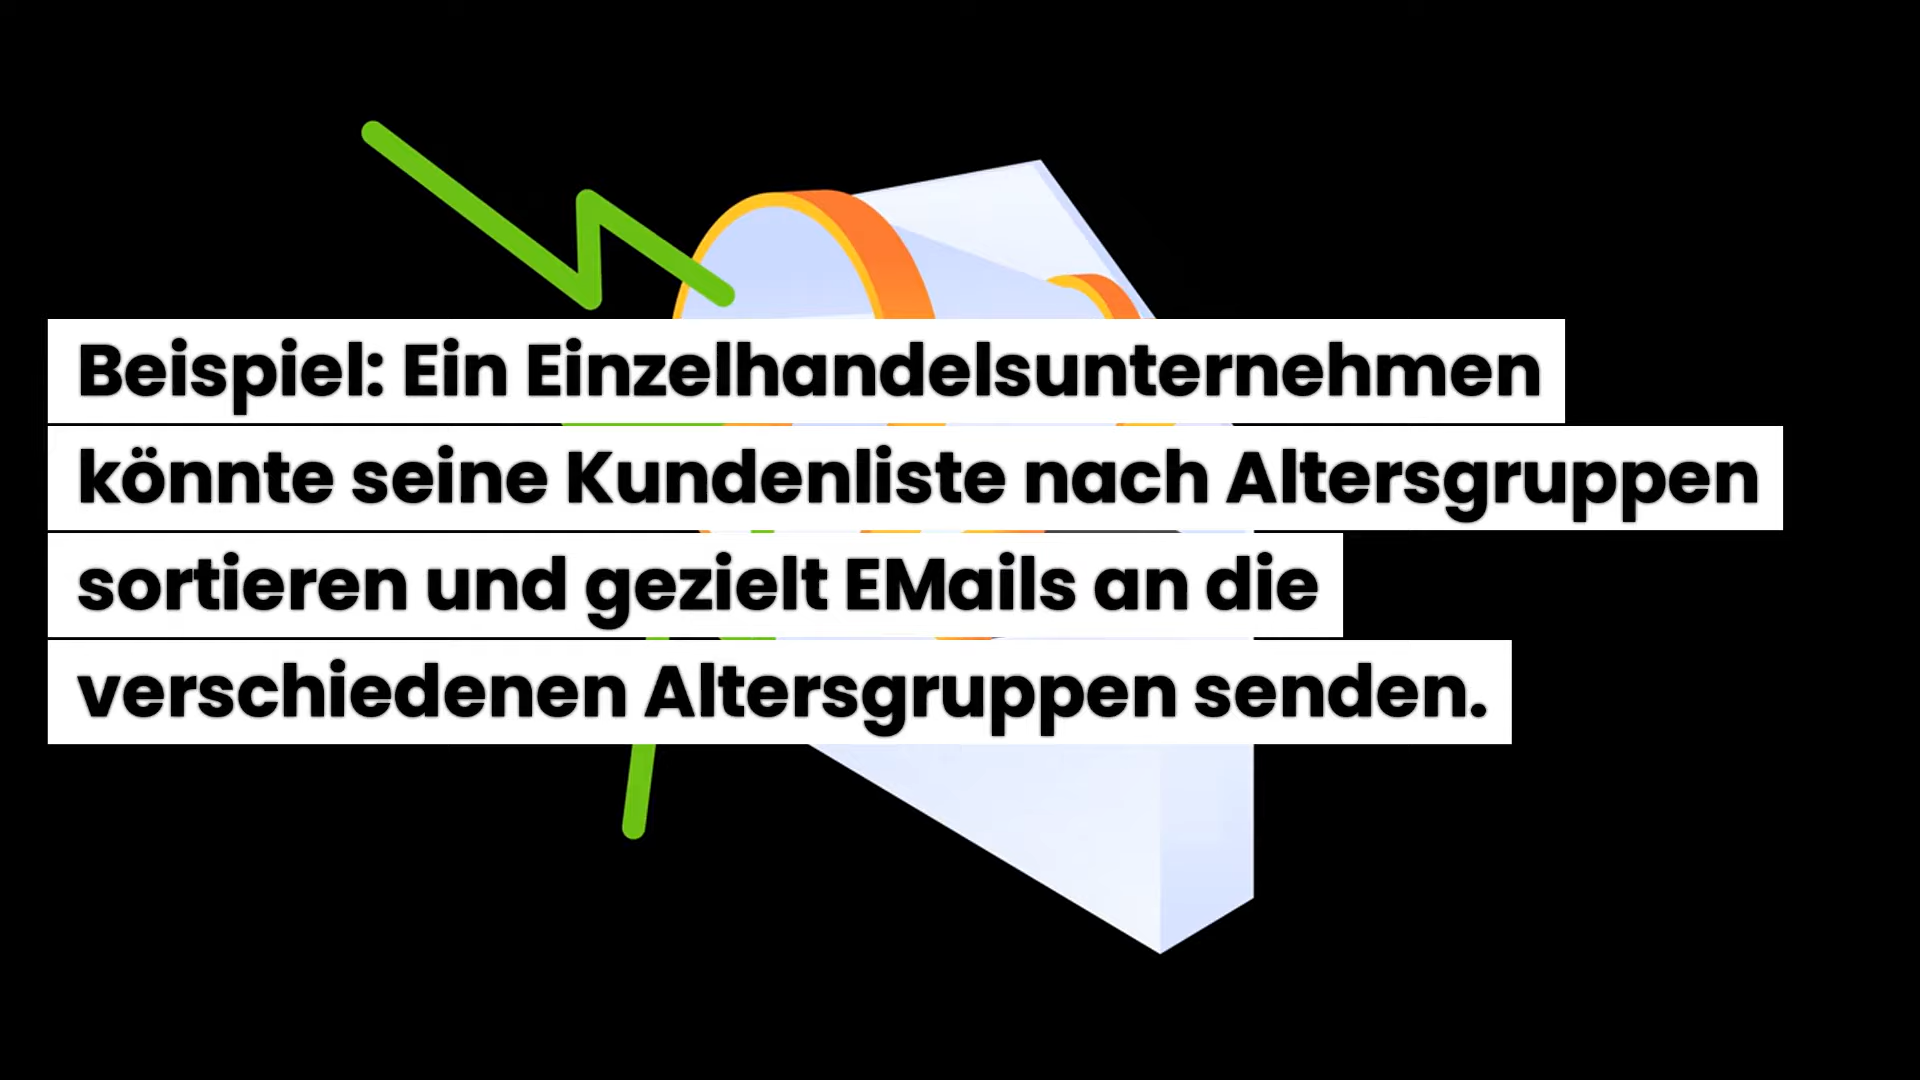 Beispiel: Ein Einzelhandelsunternehmen
könnte seine Kundenliste nach Altersgruppen
sortieren und gezielt EMails an die
verschiedenen Altersgruppen senden.